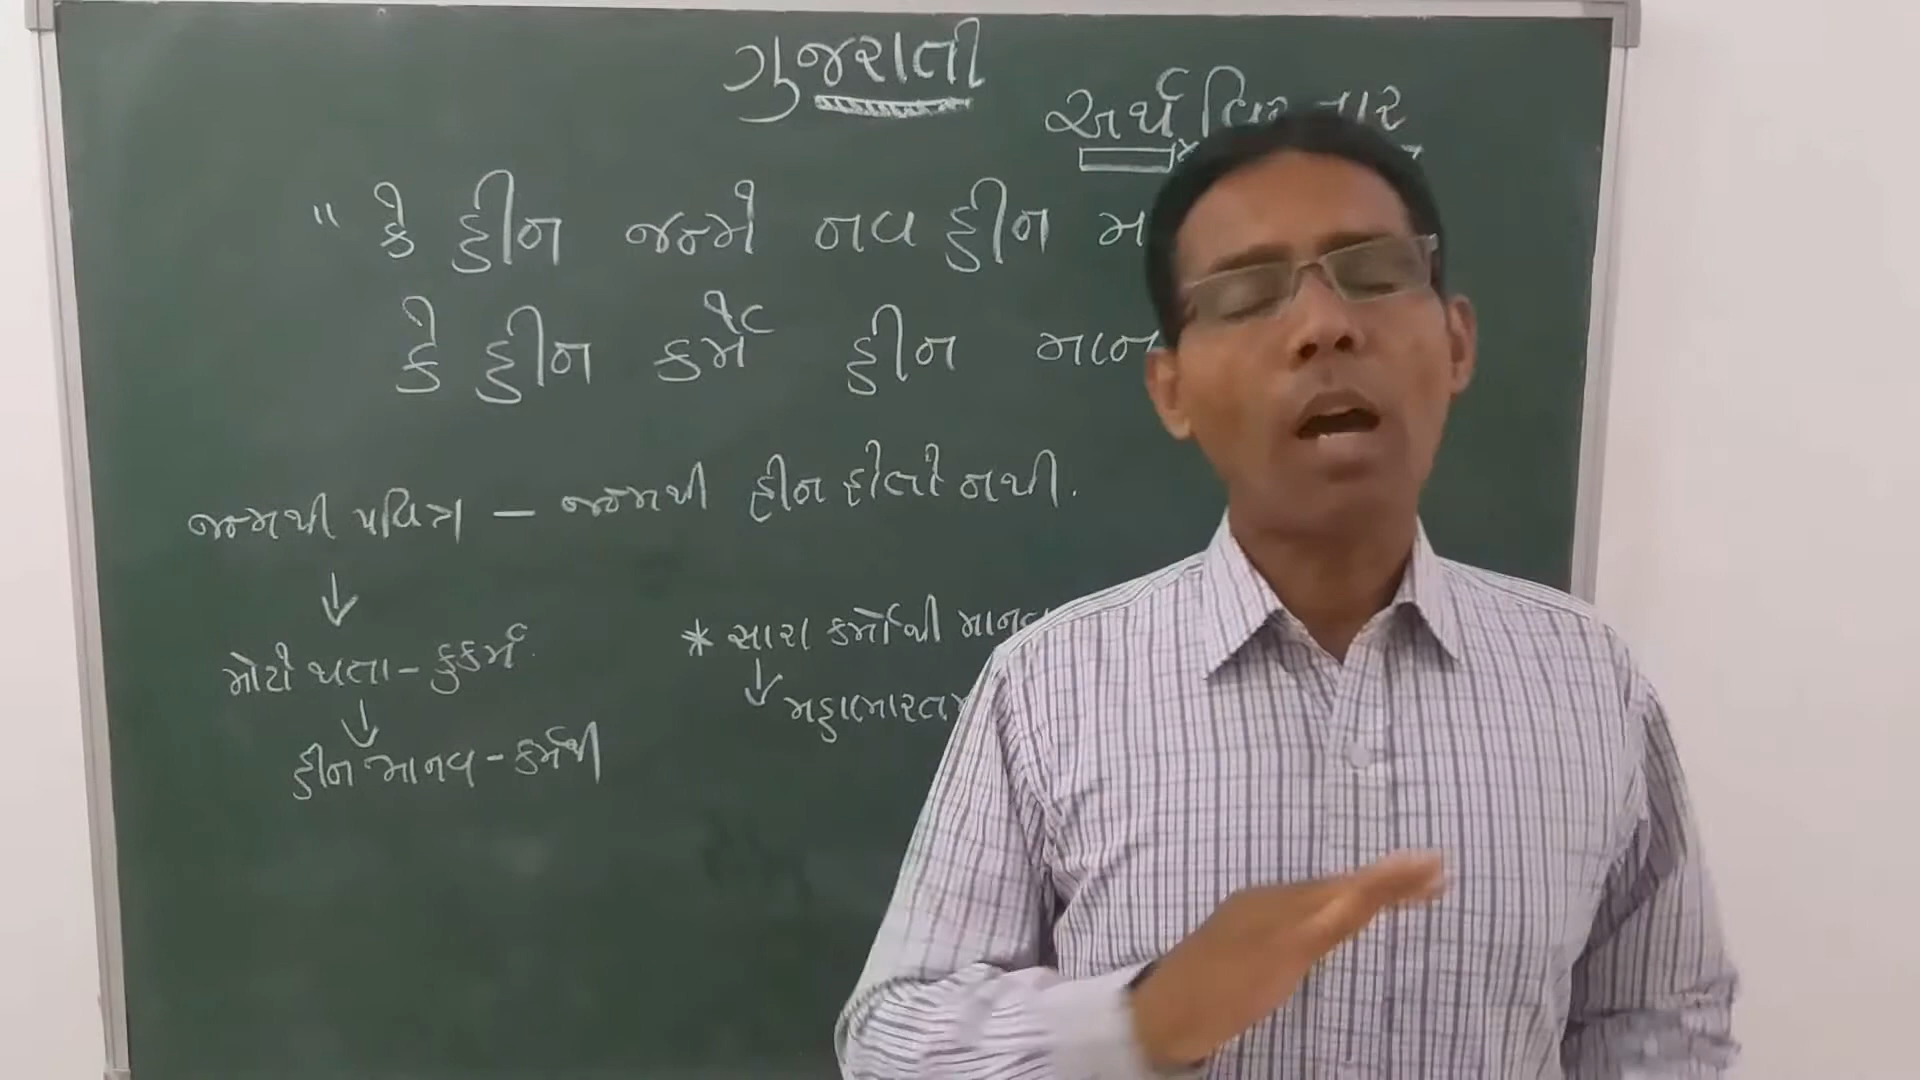 ગુજરાતી
અર્થ
" કે હીન જન્મે નવ હીન
કે હીન કર્મે હીન
જન્મથી પવિત્ર – જન્મથી હીન હોતો નથી.
↓
મોટો થતા – કુકર્મ
↓
હીન માનવ – કર્મથી
* સારા કર્મોથી માનવ
↓
મહાભારત